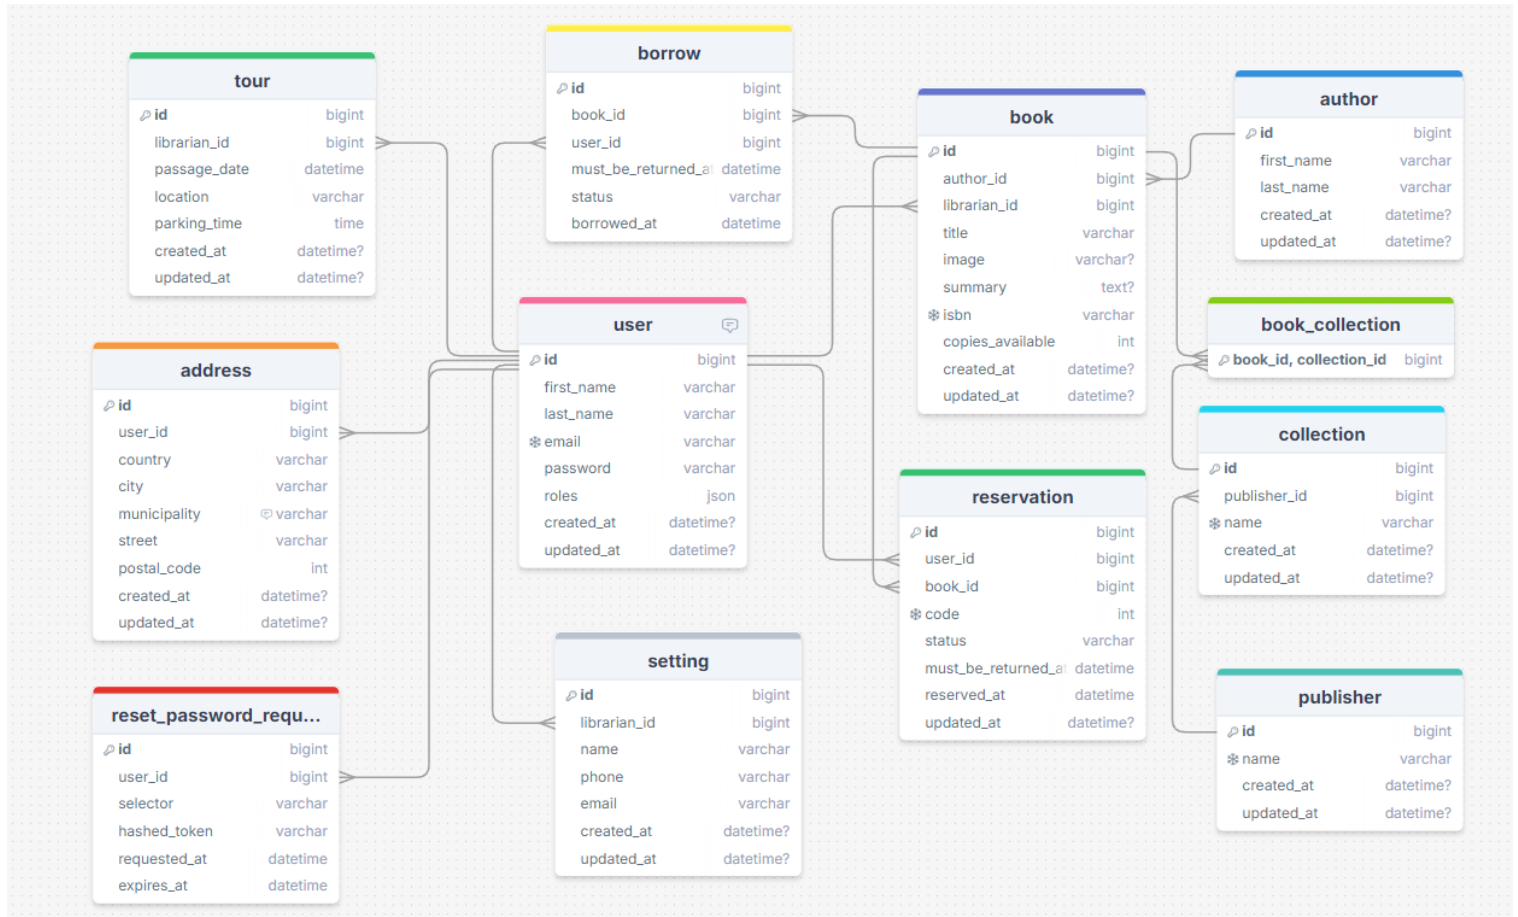 tour
id bigint
librarian_id bigint
passage_date datetime
location varchar
parking_time time
created_at datetime?
updated_at datetime?
borrow
id bigint
book_id bigint
user_id bigint
must_be_returned_a datetime
status varchar
borrowed_at datetime
book
id bigint
author_id bigint
librarian_id bigint
title varchar
image varchar?
summary text?
isbn varchar
copies_available int
created_at datetime?
updated_at datetime?
author
id bigint
first_name varchar
last_name varchar
created_at datetime?
updated_at datetime?
address
id bigint
user_id bigint
country varchar
city varchar
municipality varchar
street varchar
postal_code int
created_at datetime?
updated_at datetime?
user
id bigint
first_name varchar
last_name varchar
email varchar
password varchar
roles json
created_at datetime?
updated_at datetime?
book_collection
book_id, collection_id bigint
collection
id bigint
publisher_id bigint
name varchar
created_at datetime?
updated_at datetime?
reservation
id bigint
user_id bigint
book_id bigint
code int
status varchar
must_be_returned_a datetime
reserved_at datetime
updated_at datetime?
reset_password_requ...
id bigint
user_id bigint
selector varchar
hashed_token varchar
requested_at datetime
expires_at datetime
setting
id bigint
librarian_id bigint
name varchar
phone varchar
email varchar
created_at datetime?
updated_at datetime?
publisher
id bigint
name varchar
created_at datetime?
updated_at datetime?